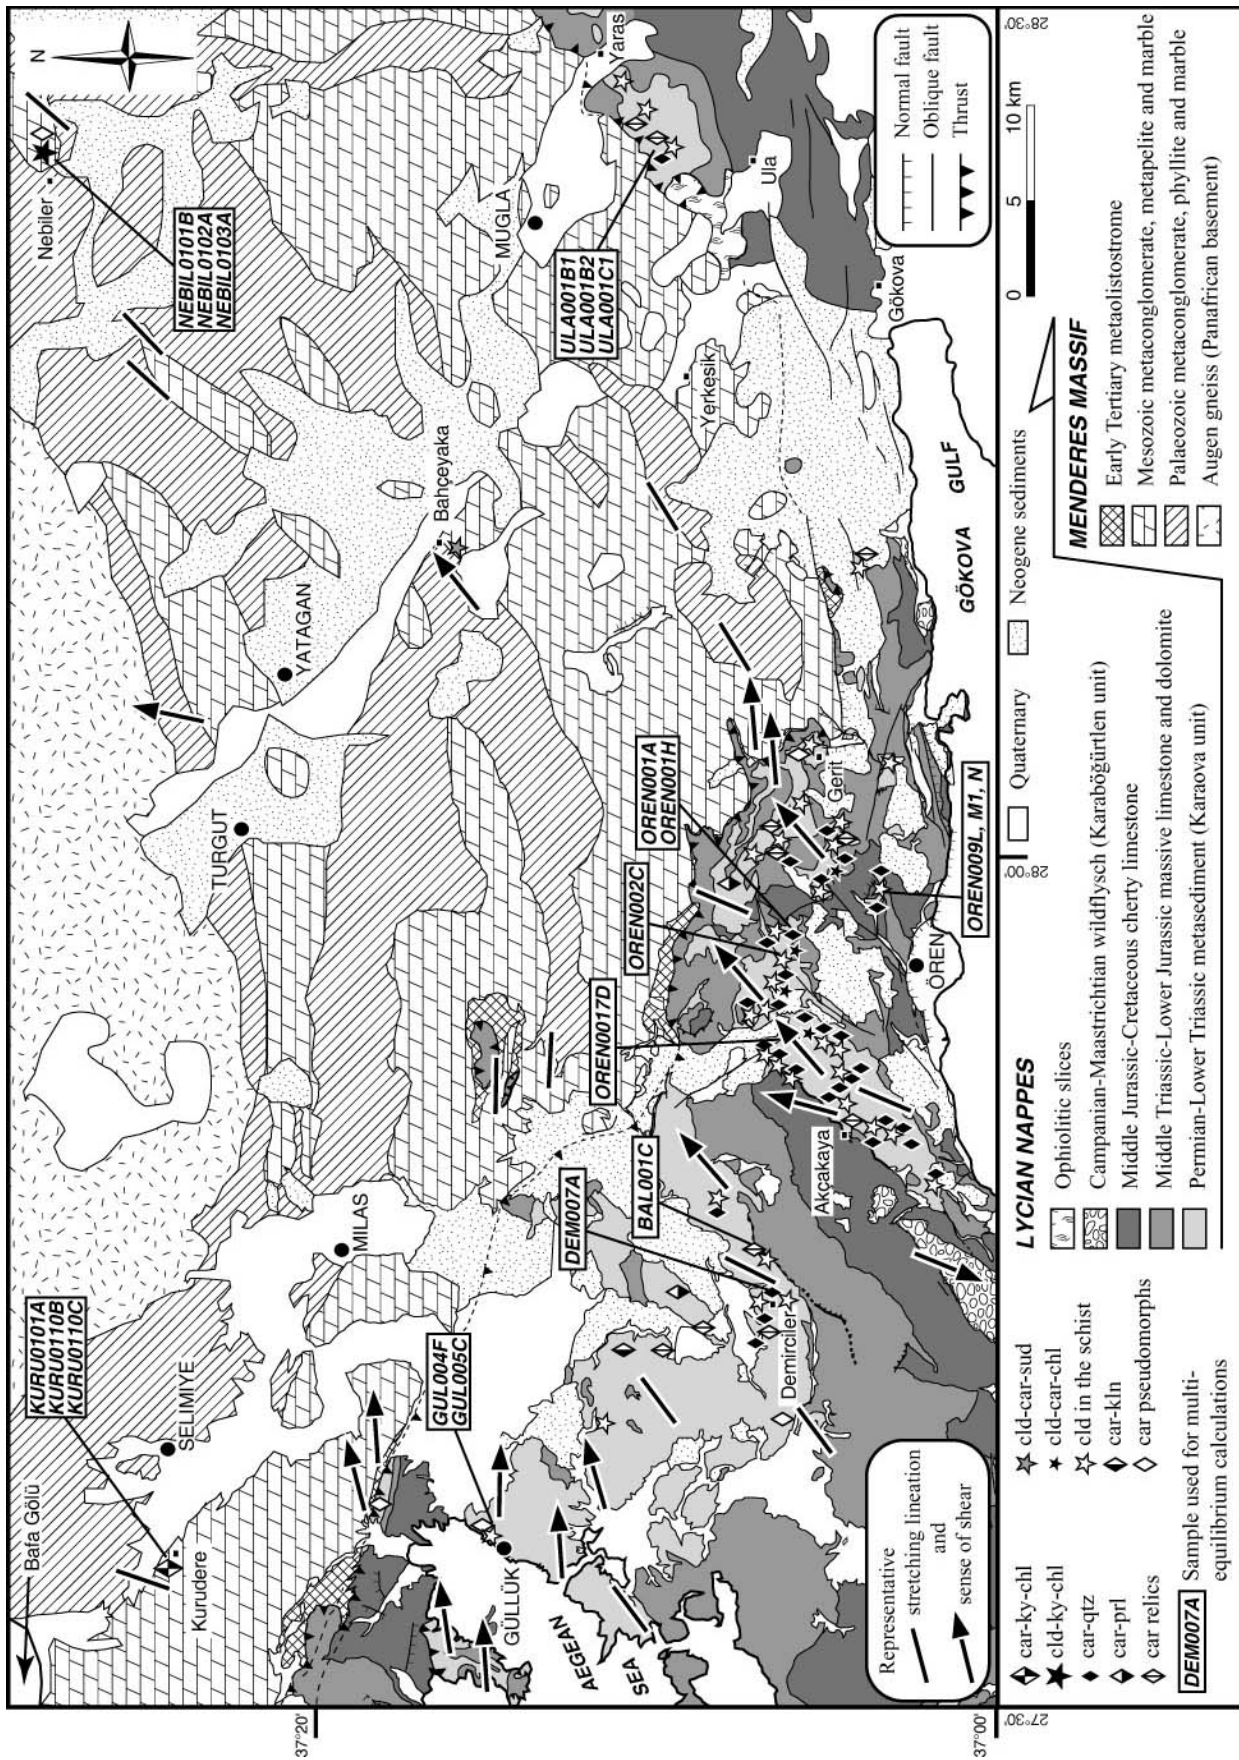 Bafa Gölü
KURU0101A
KURU0110B
KURU0110C
SELIMIYE
Kurudere
MILAS
TURGUT
YATAGAN
Bahçeyaka
Nebiler
NEBIL0101B
NEBIL0102A
NEBIL0103A
N
MUGLA
Yaras
ULA001B1
ULA001B2
ULA001C1
Ula
Yerkesik
Gökova
GÖKOVA GULF
GUL004F
GUL005C
GÜLLÜK
AEGEAN
SEA
DEM007A
BAL001C
Demirciler
OREN0017D
OREN002C
OREN001A
OREN001H
Akçakaya
Gerit
ÖREN
OREN009L, M1, N
Representative
stretching lineation
and
sense of shear
Normal fault
Oblique fault
Thrust
37°20'
37°00'
27°30'
28°00'
28°30'
0
5
10 km
car-ky-chl
cld-ky-chl
car-qtz
car-prl
car relics
cld-car-sud
cld-car-chl
cld in the schist
car-kln
car pseudomorphs
DEM007A
Sample used for multi-
equilibrium calculations
Quaternary
Neogene sediments
LYCIAN NAPPES
Ophiolitic slices
Campanian-Maastrichtian wildflysch (Karaböğürtlen unit)
Middle Jurassic-Cretaceous cherty limestone
Middle Triassic-Lower Jurassic massive limestone and dolomite
Permian-Lower Triassic metasediment (Karaova unit)
MENDERES MASSIF
Early Tertiary metaolistostrome
Mesozoic metaconglomerate, metapelite and marble
Palaeozoic metaconglomerate, phyllite and marble
Augen gneiss (Panafrican basement)